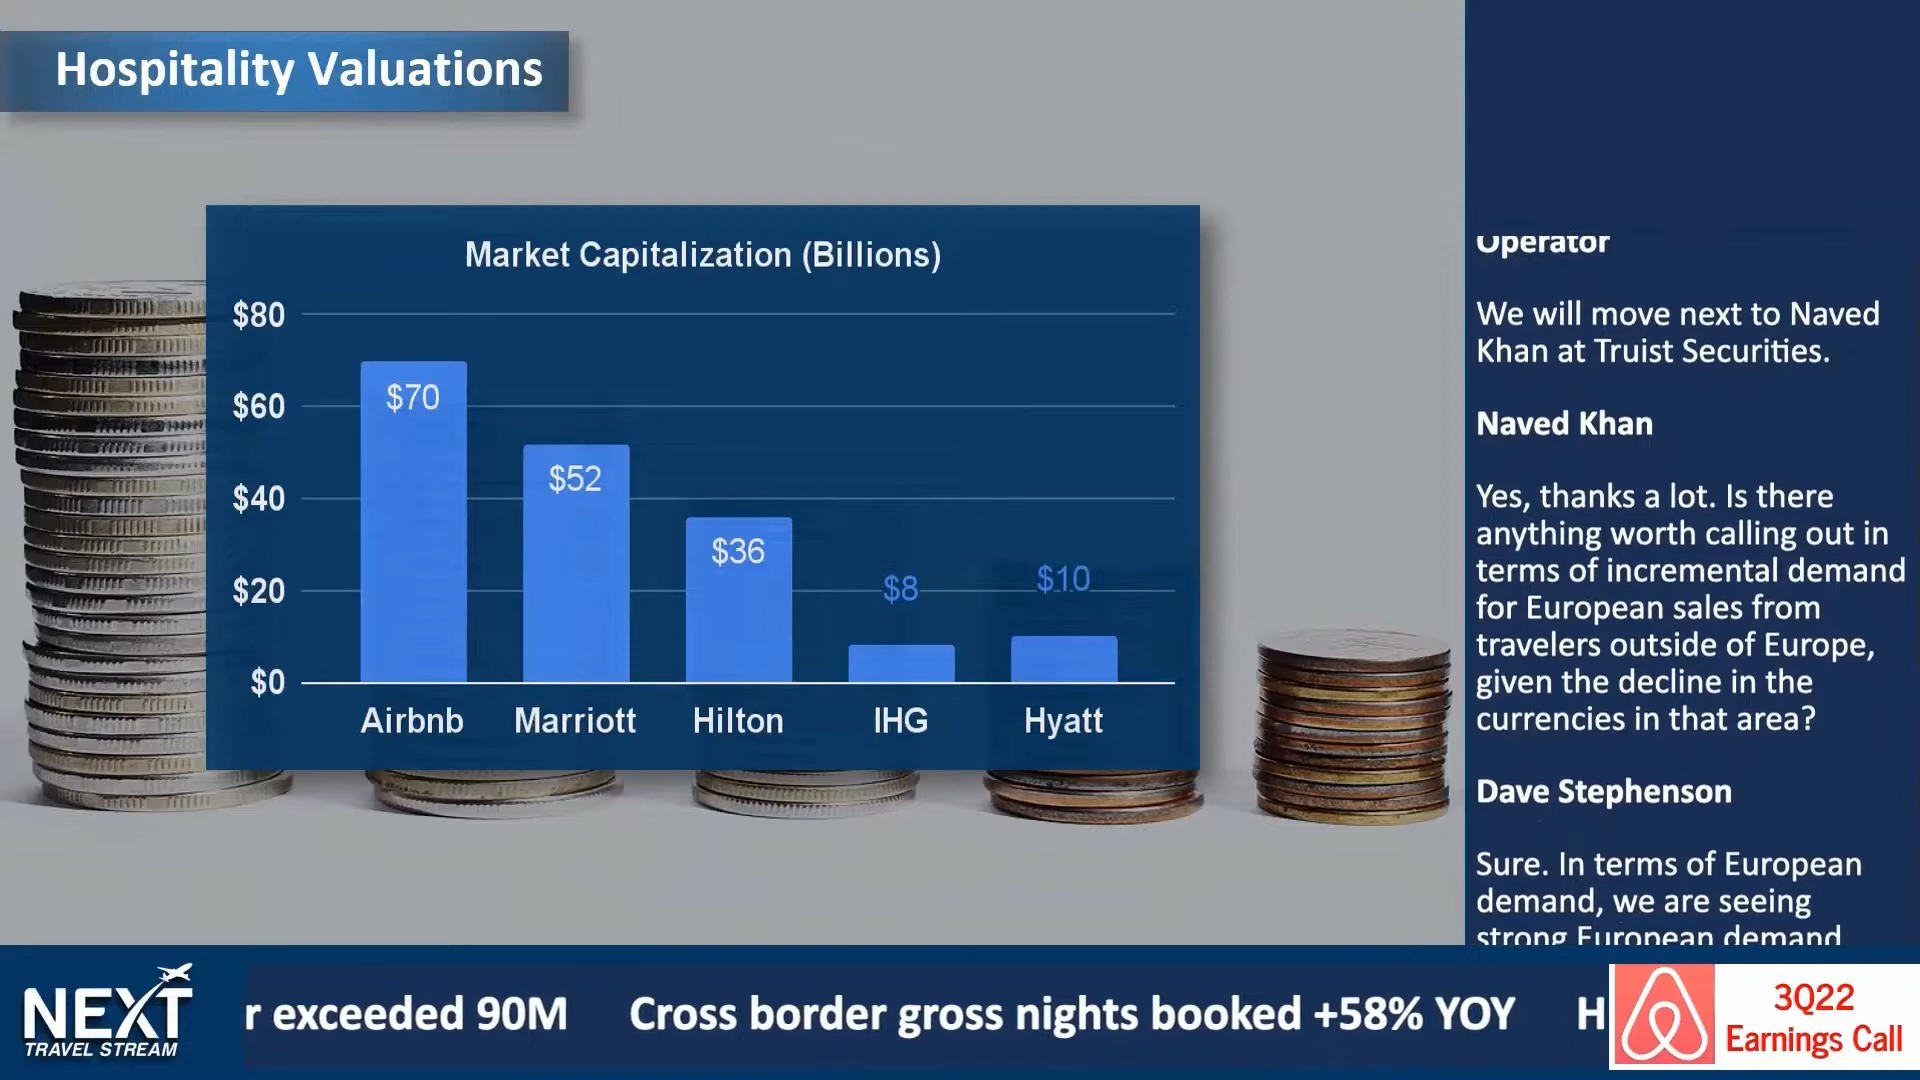 Hospitality Valuations
Market Capitalization (Billions)
$80
$60
$40
$20
$0
$70
$52
$36
$8
$10
Airbnb
Marriott
Hilton
IHG
Hyatt
Operator
We will move next to Naved
Khan at Truist Securities.
Naved Khan
Yes, thanks a lot. Is there
anything worth calling out in
terms of incremental demand
for European sales from
travelers outside of Europe,
given the decline in the
currencies in that area?
Dave Stephenson
Sure. In terms of European
demand, we are seeing
strong European demand
NEXT
TRAVEL STREAM
r exceeded 90M Cross border gross nights booked +58% YOY H
3Q22
Earnings Call